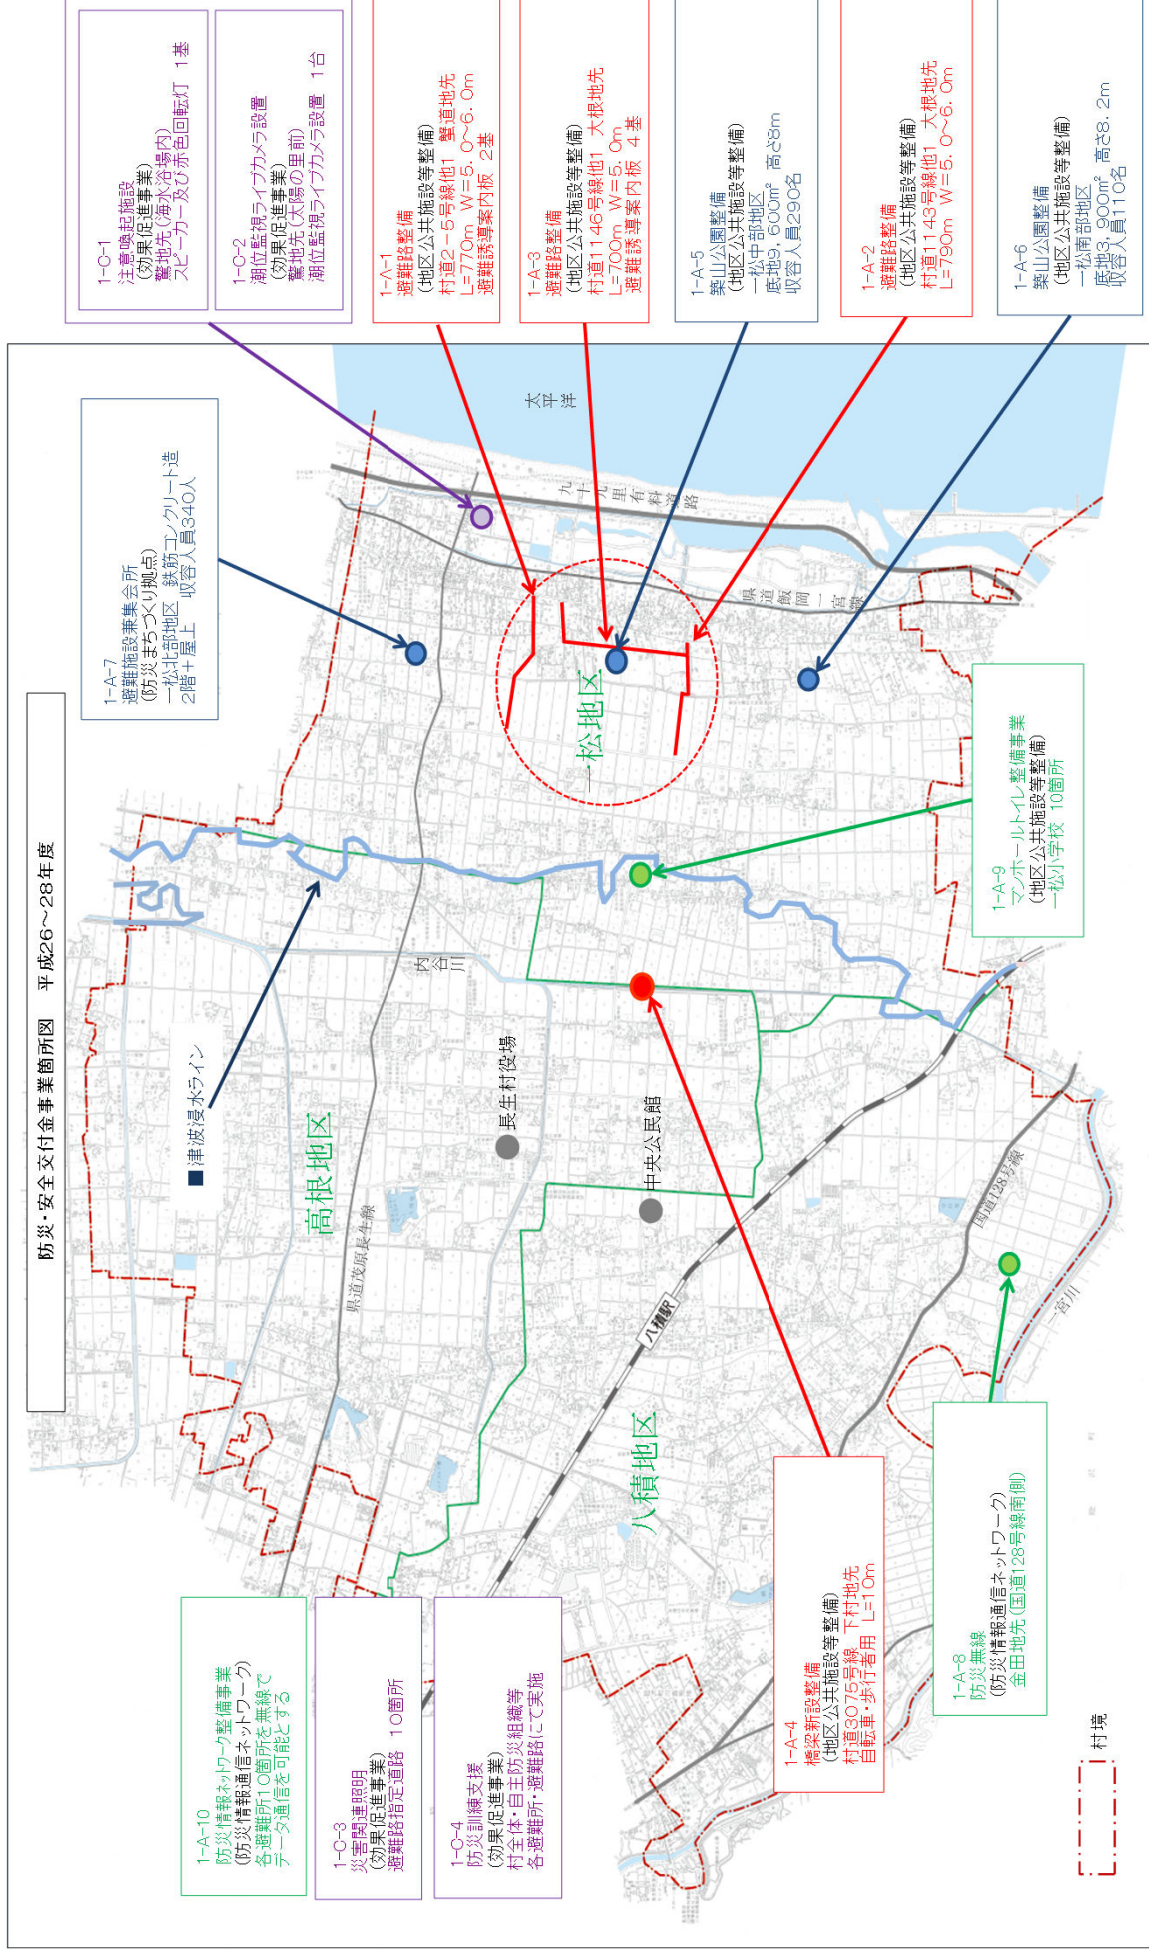 防災・安全交付金事業箇所図　平成26～28年度
1-A-10
防災情報ネットワーク整備事業
(防災情報通信ネットワーク)
各避難所10箇所を無線で
データ通信を可能とする
1-C-3
災害関連照明
(効果促進事業)
避難路指定道路　10箇所
1-C-4
防災訓練支援
(効果促進事業)
村全体・自主防災組織等
各避難所・避難路にて実施
1-A-4
橋梁新設整備
(地区公共施設等整備)
村道3075号線　下村地先
自転車・歩行者用　L=10m
1-A-8
防災無線
(防災情報通信ネットワーク)
金田地先(国道128号線南側)
村境
■津波浸水ライン
高根地区
県道茂原長生線
内谷川
長生村役場
中央公民館
八積駅
八積地区
国道128号線
一宮川
一松地区
太平洋
九十九里有料道路
県道飯岡一宮線
1-A-7
避難施設兼集会所
(防災まちづくり拠点)
一松北部地区　鉄筋コンクリート造
2階＋屋上　収容人員340人
1-A-9
マンホールトイレ整備事業
(地区公共施設等整備)
一松小学校　10箇所
1-C-1
注意喚起施設
(効果促進事業)
驚地先(海水浴場内)
スピーカー及び赤色回転灯　1基
1-C-2
潮位監視ライブカメラ設置
(効果促進事業)
驚地先(太陽の里前)
潮位監視ライブカメラ設置　1台
1-A-1
避難路整備
(地区公共施設等整備)
村道2-5号線他1　蟹道地先
L=770m　W=5.0～6.0m
避難誘導案内板　2基
1-A-3
避難路整備
(地区公共施設等整備)
村道1146号線他1　大根地先
L=700m　W=5.0m
避難誘導案内板　4基
1-A-5
築山公園整備
(地区公共施設等整備)
一松中部地区
底地9,600㎡　高さ8m
収容人員290名
1-A-2
避難路整備
(地区公共施設等整備)
村道1143号線他1　大根地先
L=790m　W=5.0～6.0m
1-A-6
築山公園整備
(地区公共施設等整備)
一松南部地区
底地3,900㎡　高さ8.2m
収容人員110名